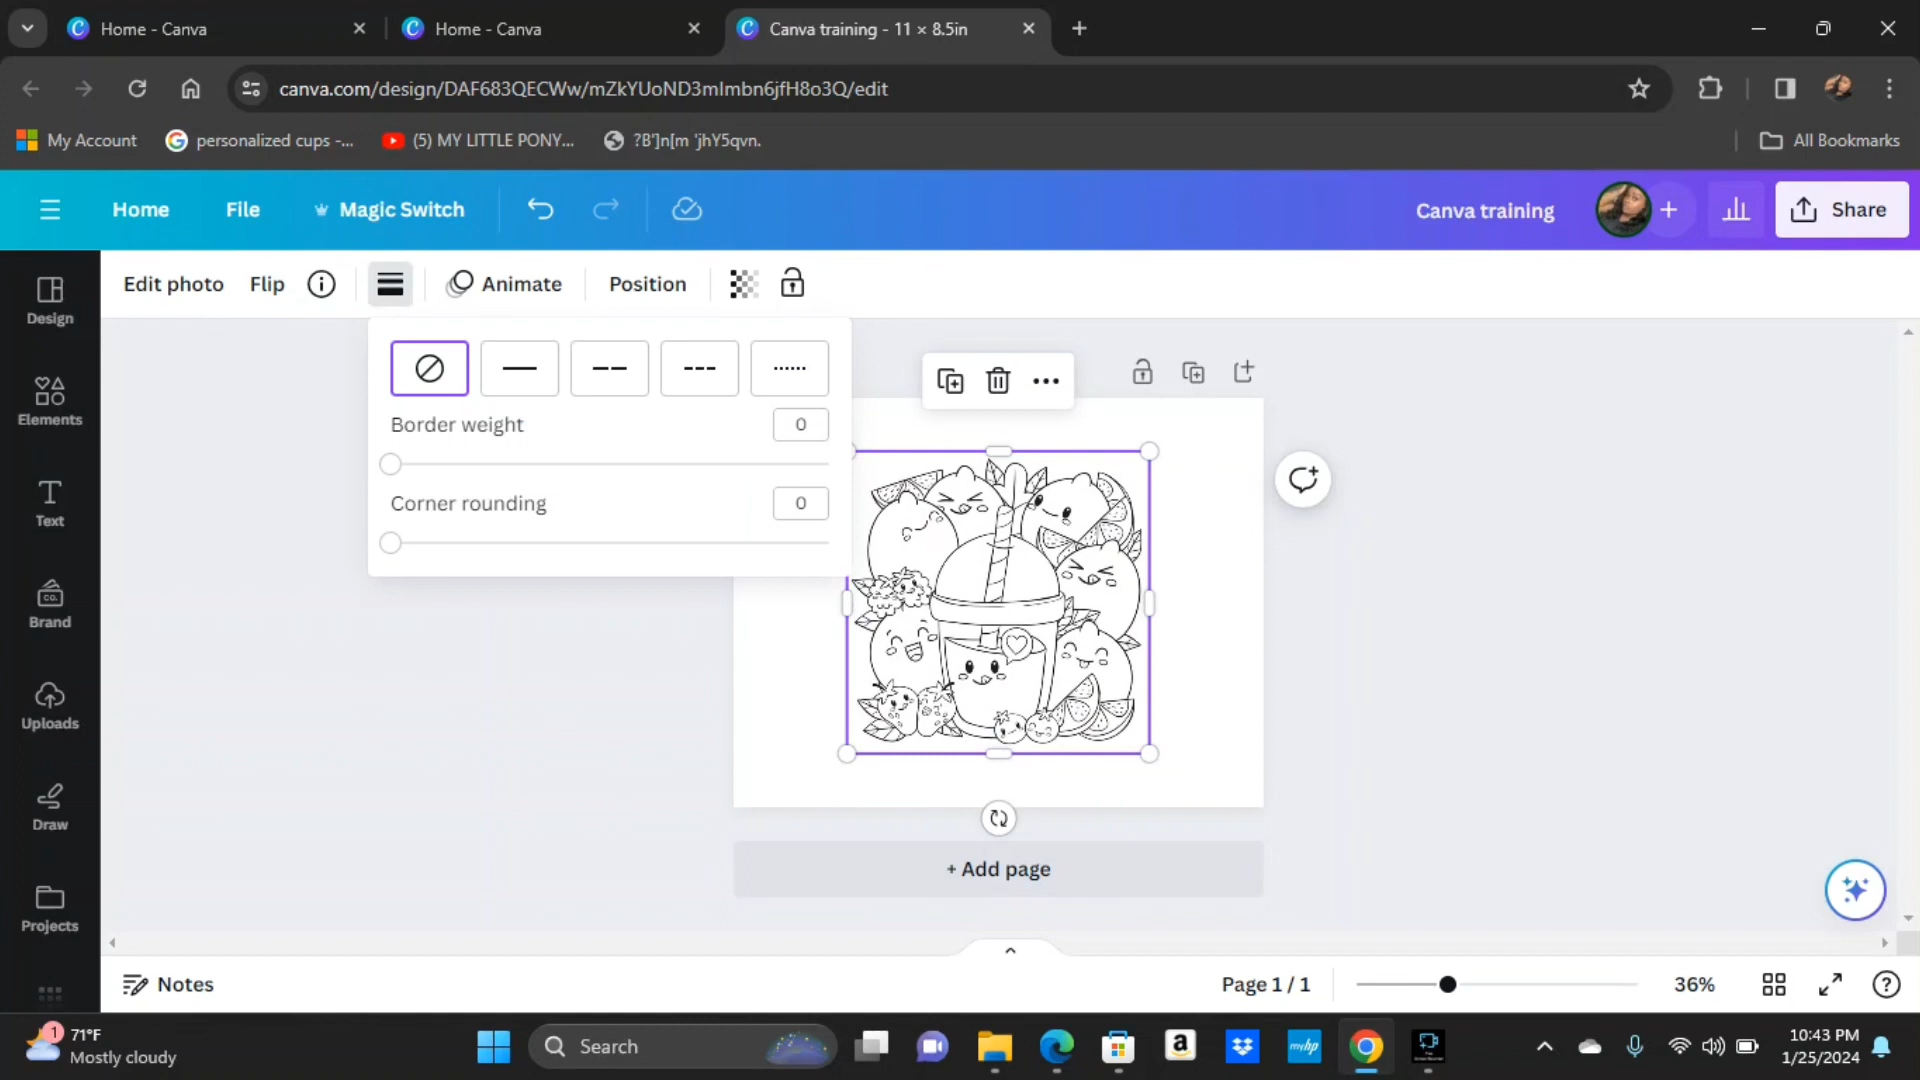 Home - Canva
Home - Canva
Canva training - 11 × 8.5in
canva.com/design/DAF683QECWw/mZkYUoND3mImbn6jfH8o3Q/edit
My Account
personalized cups -...
(5) MY LITTLE PONY...
?B']n[m 'jhY5qvn.
All Bookmarks
Home
File
Magic Switch
Canva training
Share
Edit photo
Flip
Animate
Position
Design
Elements
Text
CO.
Brand
Uploads
Draw
Projects
Border weight
0
Corner rounding
0
+ Add page
Notes
Page 1 / 1
36%
1
71°F
Mostly cloudy
Search
a
myhp
10:43 PM
1/25/2024